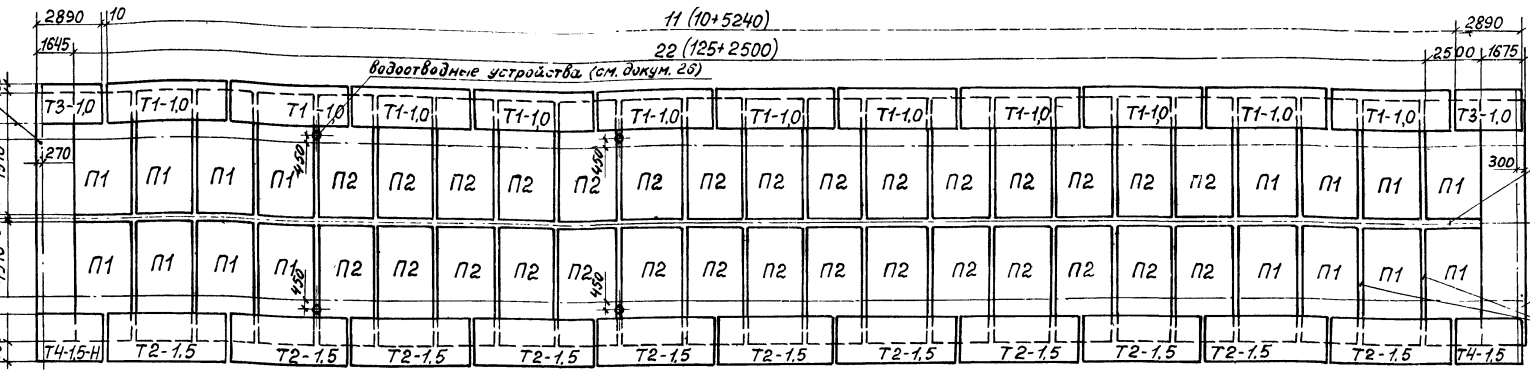 2890 10 11 (10+5240) 2890
1645 22 (125+2500) 2500 1675
водоотводные устройства (см. докум. 26)
Т3-1,0 Т1-1,0 Т1-1,0 Т1-1,0 Т1-1,0 Т1-1,0 Т1-1,0 Т1-1,0 Т1-1,0 Т1-1,0 Т1-1,0 Т1-1,0 Т3-1,0
270 450 450 300
П1 П1 П1 П1 П2 П2 П2 П2 П2 П2 П2 П2 П2 П2 П2 П2 П2 П2 П2 П1 П1 П1 П1
П1 П1 П1 П1 П2 П2 П2 П2 П2 П2 П2 П2 П2 П2 П2 П2 П2 П2 П2 П1 П1 П1 П1
450 450
Т4-1,5-Н Т2-1,5 Т2-1,5 Т2-1,5 Т2-1,5 Т2-1,5 Т2-1,5 Т2-1,5 Т2-1,5 Т2-1,5 Т2-1,5 Т2-1,5 Т4-1,5